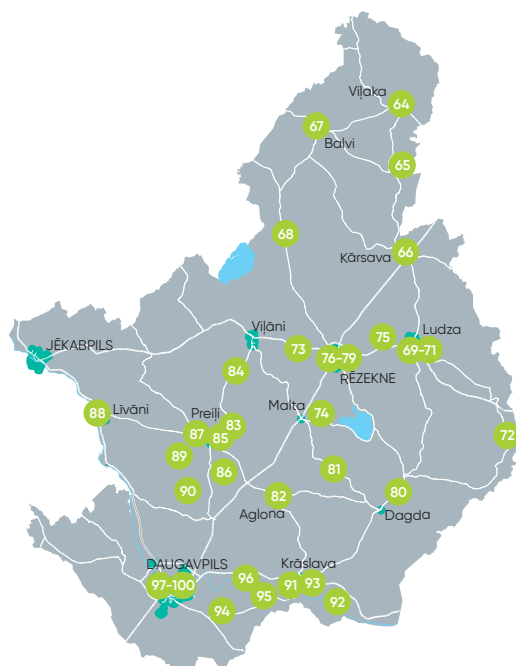 Viļaka
64
67
Balvi
65
68
Kārsava
66
Viļāni
Ludza
75
73
76-79
69-71
JĒKABPILS
RĒZEKNE
84
88
Līvāni
Preiļi
Malta
74
83
87
85
72
89
86
81
90
82
80
Aglona
Dagda
DAUGAVPILS
Krāslava
97-100
96
91
93
95
92
94